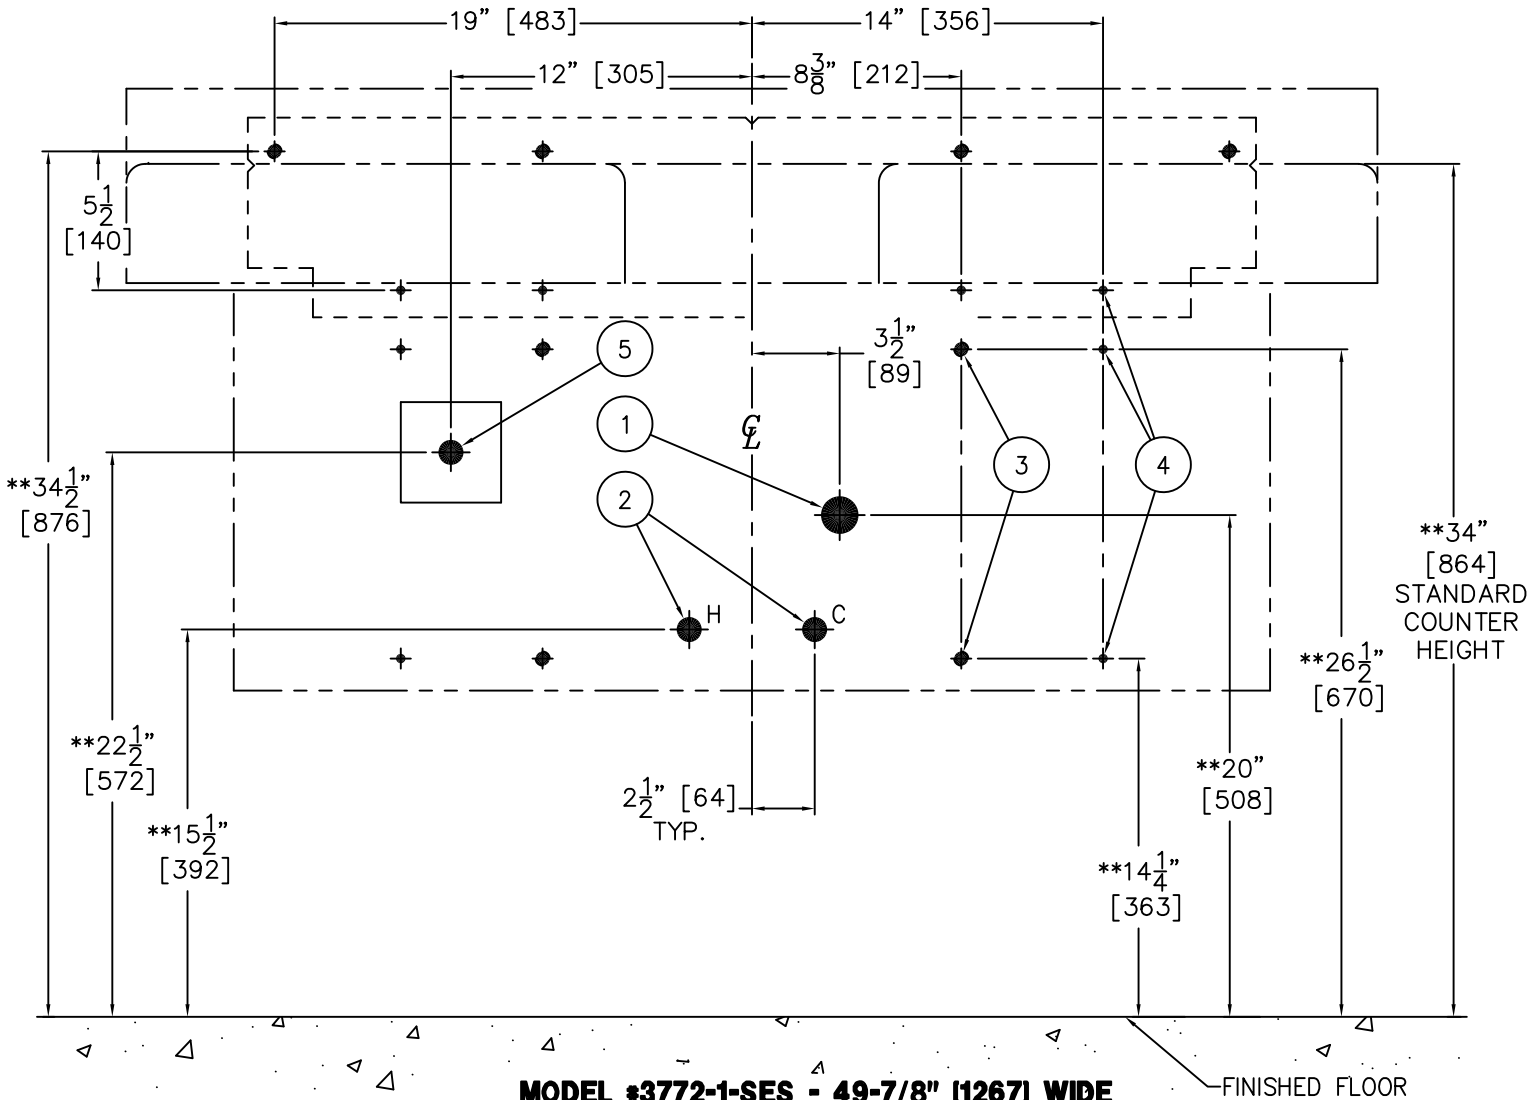 19" [483]
14" [356]
12" [305]
8 3/8" [212]
5 1/2
[140]
3 1/2"
[89]
5
1
℄
2
3
4
**34 1/2"
[876]
**34"
[864]
STANDARD
COUNTER
HEIGHT
H
C
**26 1/2"
[670]
**22 1/2"
[572]
**20"
[508]
2 1/2" [64]
TYP.
**15 1/2"
[392]
**14 1/4"
[363]
MODEL #3772-1-SES - 49-7/8" [1267] WIDE
FINISHED FLOOR